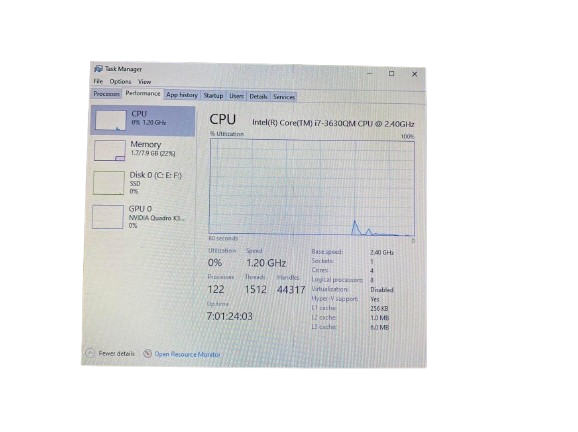 Task Manager
File Options View
Processes Performance App history Startup Users Details Services
CPU
0% 1.20 GHz
Memory
1.7/7.9 GB (22%)
Disk 0 (C: E: F:)
SSD
0%
GPU 0
NVIDIA Quadro K3...
0%
CPU Intel(R) Core(TM) i7-3630QM CPU @ 2.40GHz
% Utilization 100%
60 seconds 0
Utilization Speed
0% 1.20 GHz
Processes Threads Handles
122 1512 44317
Up time
7:01:24:03
Base speed: 2.40 GHz
Sockets: 1
Cores: 4
Logical processors: 8
Virtualization: Disabled
Hyper-V support: Yes
L1 cache: 256 KB
L2 cache: 1.0 MB
L3 cache: 6.0 MB
Fewer details Open Resource Monitor